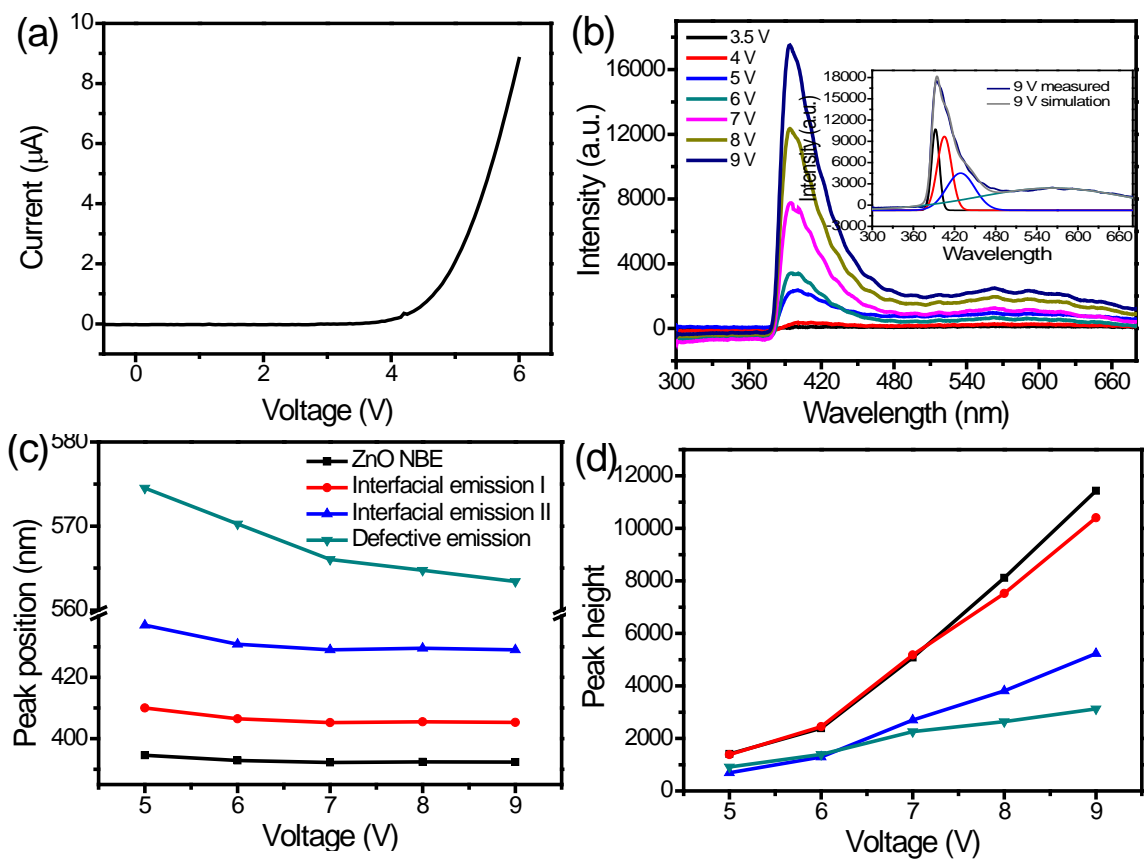 (a)
10
8
6
4
2
0
Currrent (μA)
0 2 4 6
Voltage (V)
(b)
3.5 V
4 V
5 V
6 V
7 V
8 V
9 V
16000
12000
8000
4000
0
Intensity (a.u.)
300 360 420 480 540 600 660
Wavelength (nm)
18000
15000
12000
9000
6000
3000
0
-3000
Intensity (a.u.)
9 V measured
9 V simulation
300 360 420 480 540 600 660
Wavelength
(c)
580
570
560
420
400
Peak position (nm)
ZnO NBE
Interfacial emission I
Interfacial emission II
Defective emission
5 6 7 8 9
Voltage (V)
(d)
12000
10000
8000
6000
4000
2000
0
Peak height
5 6 7 8 9
Voltage (V)